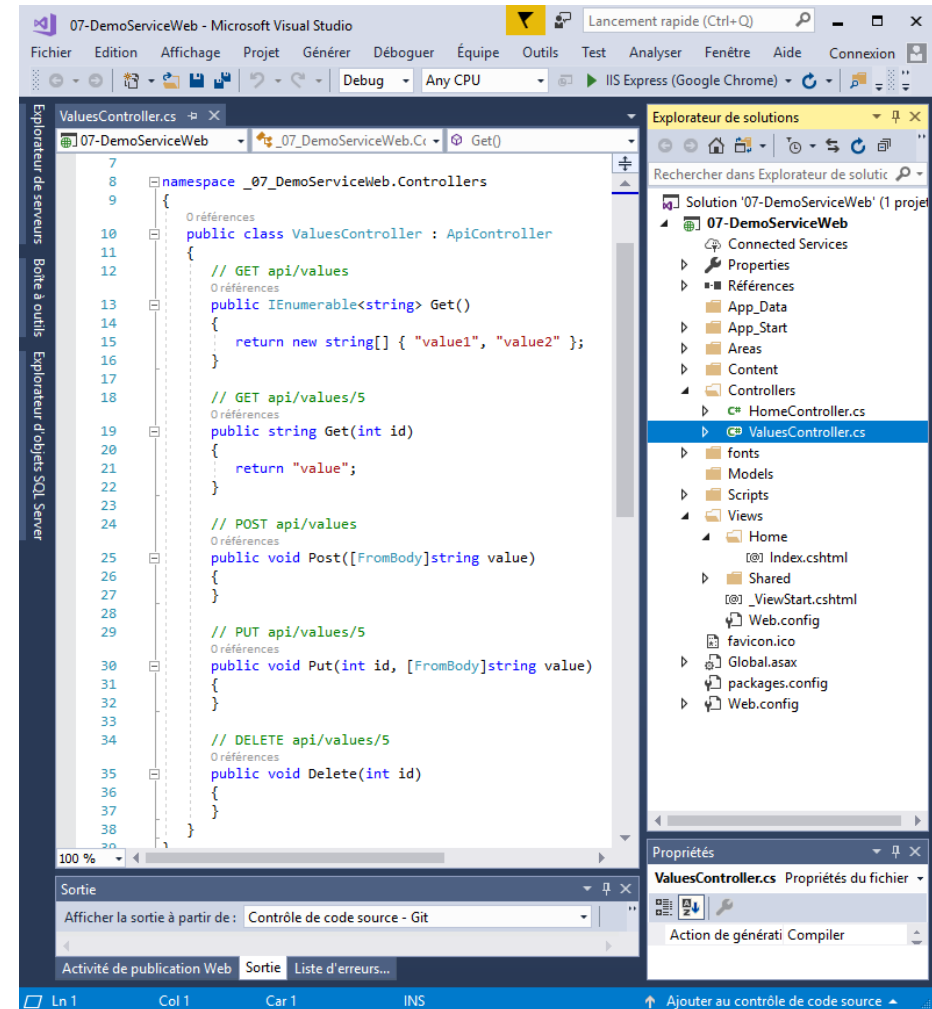 07-DemoServiceWeb - Microsoft Visual Studio
Lancement rapide (Ctrl+Q)
Fichier Edition Affichage Projet Générer Déboguer Équipe Outils Test Analyser Fenêtre Aide Connexion
Debug Any CPU IIS Express (Google Chrome)
Explorateur de serveurs
Boîte à outils
Explorateur d'objets SQL Server
ValuesController.cs
07-DemoServiceWeb _07_DemoServiceWeb.Cc Get()
7
8 namespace _07_DemoServiceWeb.Controllers
9 {
0 références
10 public class ValuesController : ApiController
11 {
12 // GET api/values
0 références
13 public IEnumerable<string> Get()
14 {
15 return new string[] { "value1", "value2" };
16 }
17
18 // GET api/values/5
0 références
19 public string Get(int id)
20 {
21 return "value";
22 }
23
24 // POST api/values
0 références
25 public void Post([FromBody]string value)
26 {
27 }
28
29 // PUT api/values/5
0 références
30 public void Put(int id, [FromBody]string value)
31 {
32 }
33
34 // DELETE api/values/5
0 références
35 public void Delete(int id)
36 {
37 }
38 }
39 }
100 %
Sortie
Afficher la sortie à partir de : Contrôle de code source - Git
Activité de publication Web Sortie Liste d'erreurs...
Explorateur de solutions
Rechercher dans Explorateur de solutic
Solution '07-DemoServiceWeb' (1 projet
07-DemoServiceWeb
Connected Services
Properties
Références
App_Data
App_Start
Areas
Content
Controllers
C# HomeController.cs
C# ValuesController.cs
fonts
Models
Scripts
Views
Home
[@] Index.cshtml
Shared
[@] _ViewStart.cshtml
Web.config
favicon.ico
Global.asax
packages.config
Web.config
Propriétés
ValuesController.cs Propriétés du fichier
Action de générati Compiler
Ln 1 Col 1 Car 1 INS Ajouter au contrôle de code source